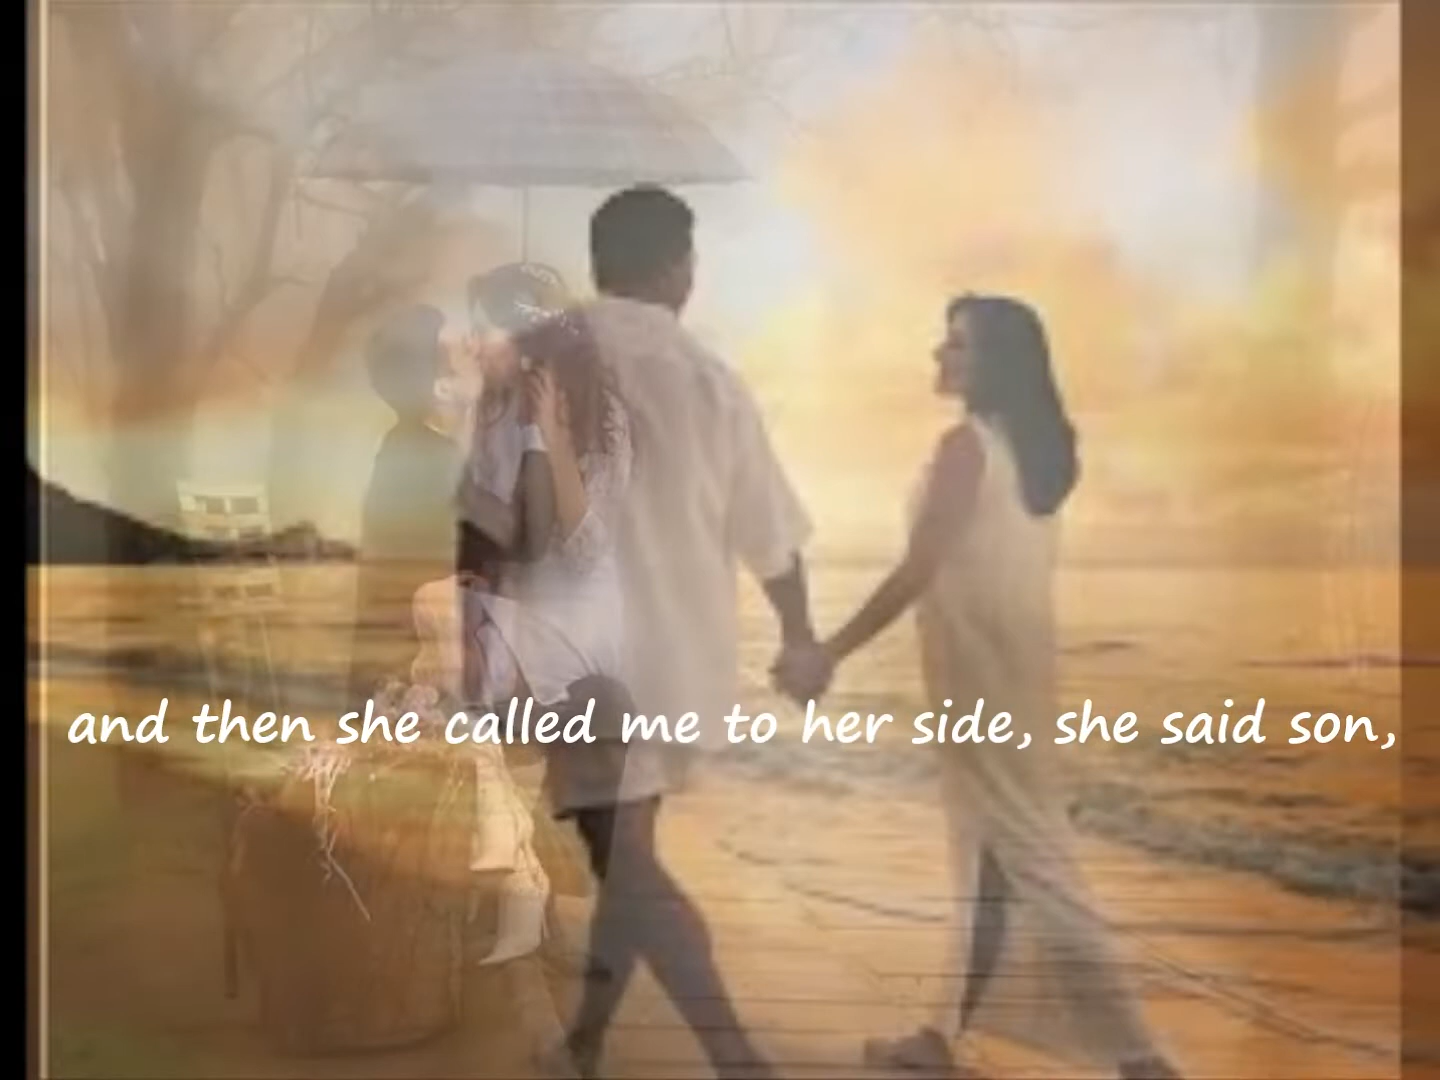 and then she called me to her side, she said son,